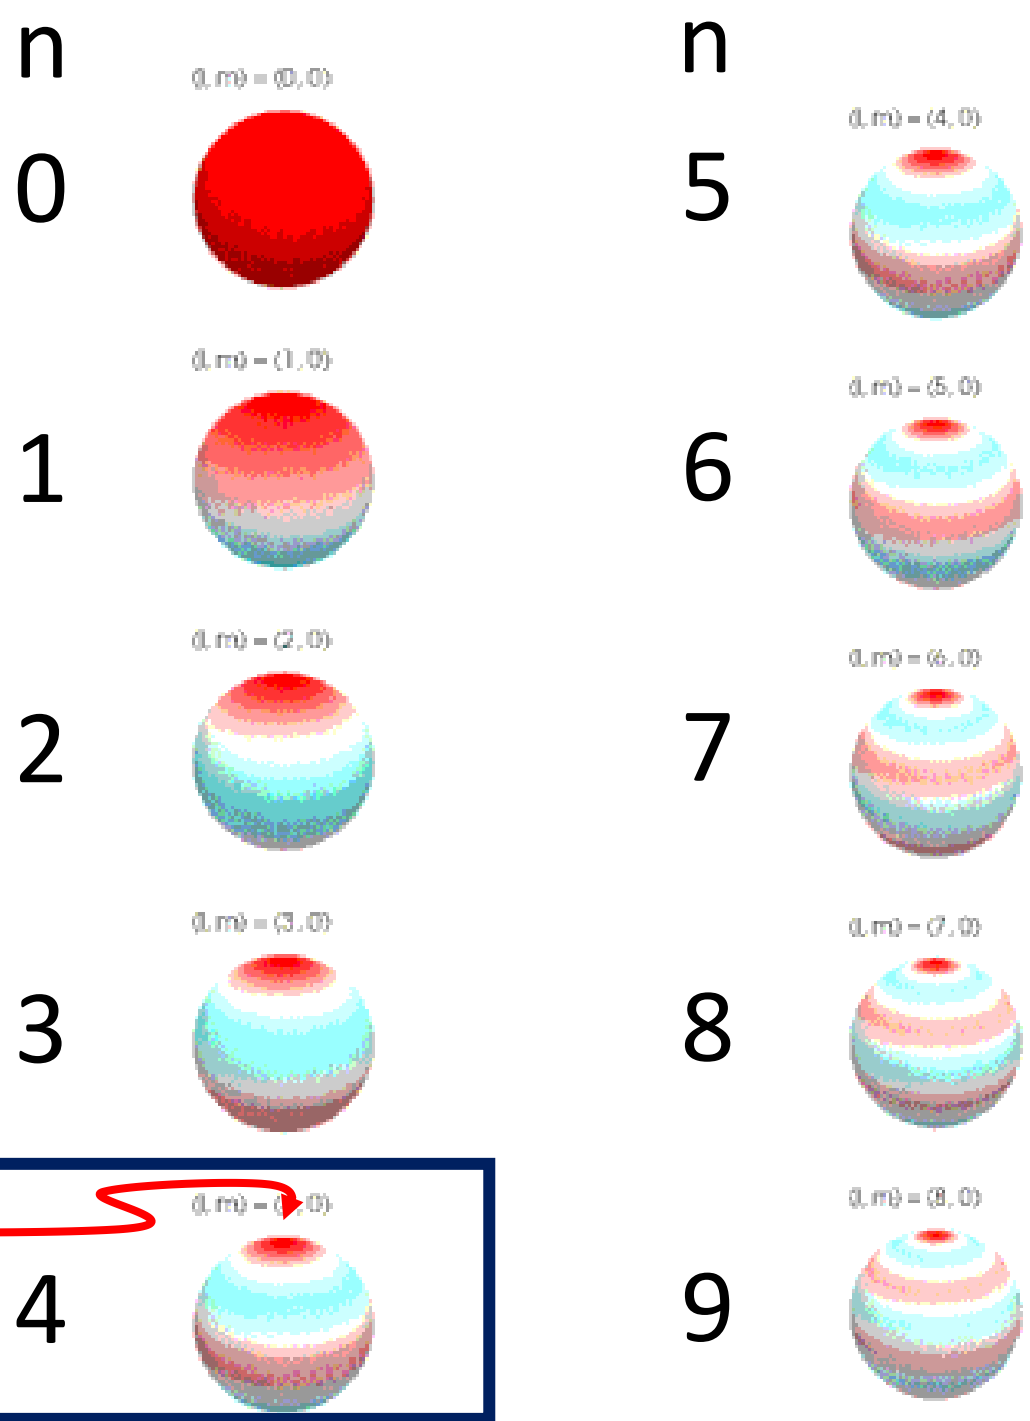 n
(l, m) = (0, 0)
0
(l, m) = (1, 0)
1
(l, m) = (2, 0)
2
(l, m) = (3, 0)
3
(l, m) = ( , 0)
4
n
(l, m) = (4, 0)
5
(l, m) = (5, 0)
6
(l, m) = (6, 0)
7
(l, m) = (7, 0)
8
(l, m) = (8, 0)
9